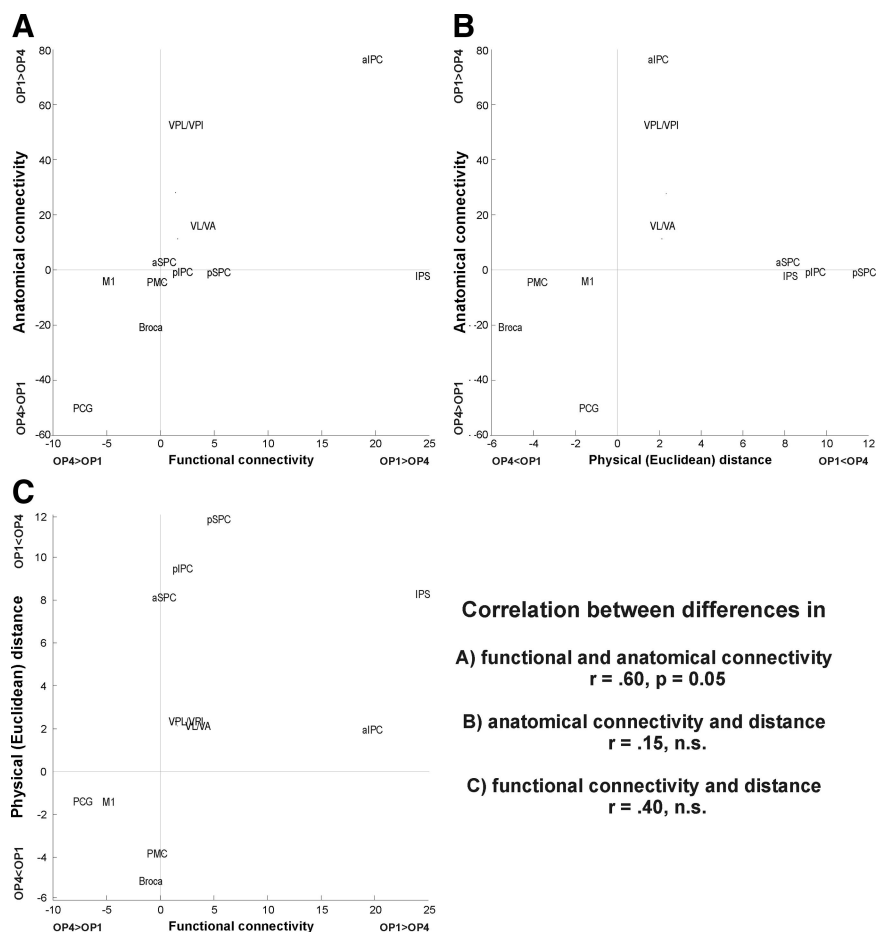 A
OP1>OP4
Anatomical connectivity
OP4>OP1
80
60
40
20
0
-20
-40
-60
aIPC
VPL/VPI
VL/VA
aSPC
pIPC
pSPC
IPS
M1
PMC
Broca
PCG
-10 -5 0 5 10 15 20 25
OP4>OP1 Functional connectivity OP1>OP4
B
OP1>OP4
Anatomical connectivity
OP4>OP1
80
60
40
20
0
-20
-40
-60
aIPC
VPL/VPI
VL/VA
aSPC
IPS
pIPC
pSPC
PMC
M1
Broca
PCG
-6 -4 -2 0 2 4 6 8 10 12
OP4<OP1 Physical (Euclidean) distance OP1<OP4
C
OP1<OP4
Physical (Euclidean) distance
OP4<OP1
12
10
8
6
4
2
0
-2
-4
-6
pSPC
pIPC
aSPC
IPS
VPL/VPI
VL/VA
aIPC
PCG
M1
PMC
Broca
-10 -5 0 5 10 15 20 25
OP4>OP1 Functional connectivity OP1>OP4
Correlation between differences in
A) functional and anatomical connectivity
r = .60, p = 0.05
B) anatomical connectivity and distance
r = .15, n.s.
C) functional connectivity and distance
r = .40, n.s.